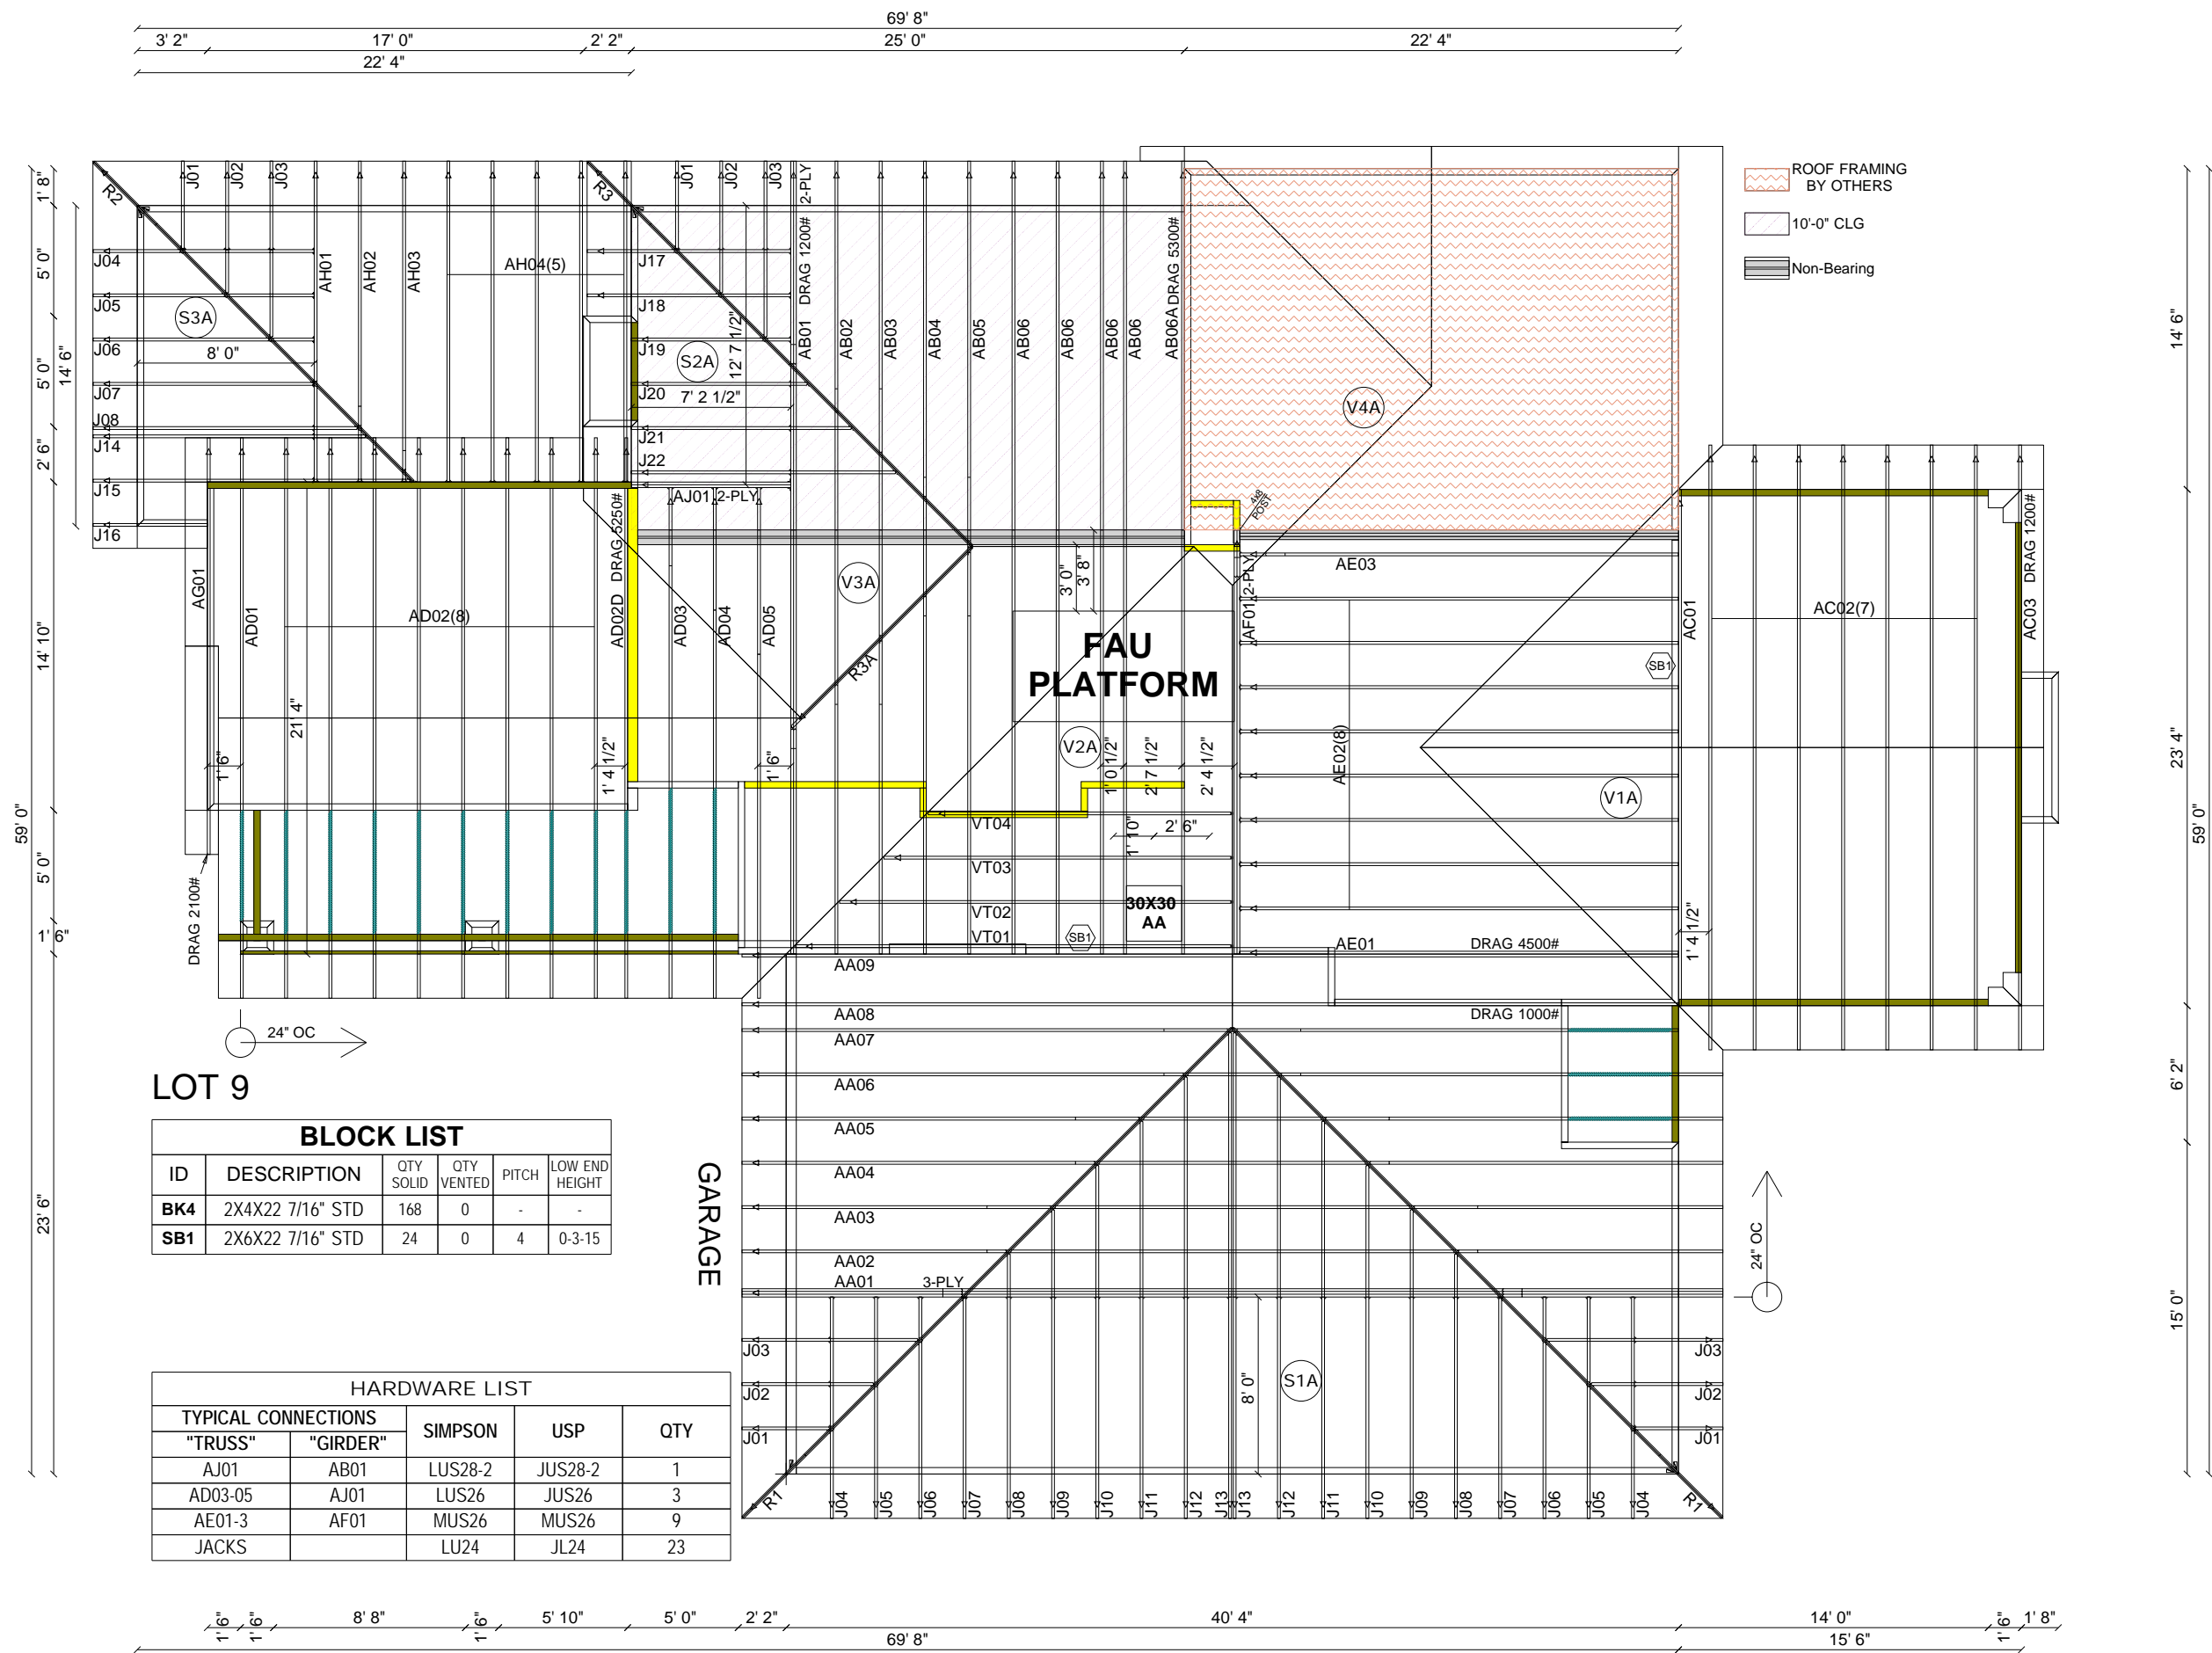 69' 8"
3' 2"
17' 0"
2' 2"
25' 0"
22' 4"
22' 4"
1' 8"
5' 0"
5' 0"
2' 6"
14' 6"
14' 10"
5' 0"
1' 6"
23' 6"
59' 0"
14' 6"
23' 4"
6' 2"
15' 0"
59' 0"
ROOF FRAMING
BY OTHERS
10'-0" CLG
Non-Bearing
R2
J01
J02
J03
J04
J05
J06
J07
J08
J14
J15
J16
S3A
8' 0"
AH01
AH02
AH03
AH04(5)
R3
J01
J02
J03
J17
J18
J19
J20
J21
J22
S2A
12' 7 1/2"
7' 2 1/2"
AB01 DRAG 1200# 2-PLY
AB02
AB03
AB04
AB05
AB06
AB06
AB06
AB06
AB06A DRAG 5300#
V4A
4x8
POST
AJ01 2-PLY
AG01
AD01
AD02(8)
AD02D DRAG 5250#
AD03
AD04
AD05
21' 4"
1' 6"
1' 4 1/2"
1' 6"
V3A
R3A
3' 0"
3' 8"
FAU
PLATFORM
V2A
1' 0 1/2"
2' 7 1/2"
2' 4 1/2"
AF01 2-PLY
AE03
AE02(8)
AE01
DRAG 4500#
AC01
SB1
V1A
AC02(7)
AC03 DRAG 1200#
1' 4 1/2"
VT04
VT03
VT02
VT01
1' 10"
2' 6"
30X30
AA
SB1
DRAG 2100#
24" OC
AA09
AA08
DRAG 1000#
AA07
AA06
AA05
AA04
AA03
AA02
AA01
3-PLY
J03
J02
J01
J03
J02
J01
8' 0"
S1A
R1
J04
J05
J06
J07
J08
J09
J10
J11
J12
J13
J13
J12
J11
J10
J09
J08
J07
J06
J05
J04
R1
24" OC
GARAGE
LOT 9
BLOCK LIST
ID DESCRIPTION QTY SOLID QTY VENTED PITCH LOW END HEIGHT
BK4 2X4X22 7/16" STD 168 0 - -
SB1 2X6X22 7/16" STD 24 0 4 0-3-15
HARDWARE LIST
TYPICAL CONNECTIONS SIMPSON USP QTY
"TRUSS" "GIRDER"
AJ01 AB01 LUS28-2 JUS28-2 1
AD03-05 AJ01 LUS26 JUS26 3
AE01-3 AF01 MUS26 MUS26 9
JACKS LU24 JL24 23
1' 6"
1' 6"
8' 8"
1' 6"
5' 10"
5' 0"
2' 2"
40' 4"
14' 0"
1' 6"
1' 8"
69' 8"
15' 6"